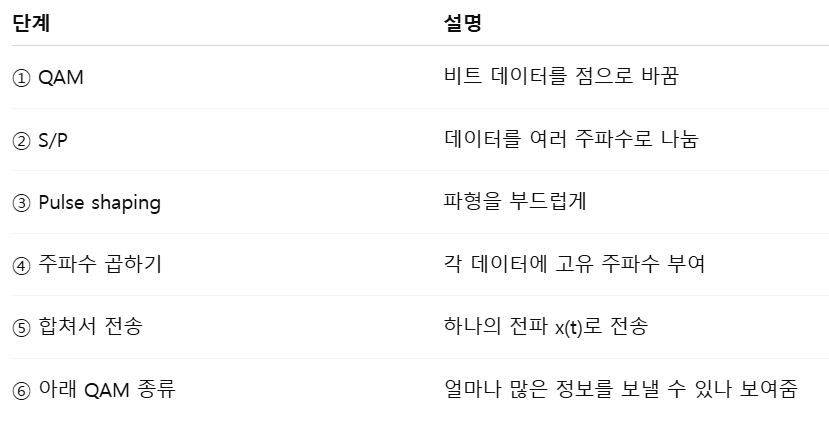 단계 설명
① QAM 비트 데이터를 점으로 바꿈
② S/P 데이터를 여러 주파수로 나눔
③ Pulse shaping 파형을 부드럽게
④ 주파수 곱하기 각 데이터에 고유 주파수 부여
⑤ 합쳐서 전송 하나의 전파 x(t)로 전송
⑥ 아래 QAM 종류 얼마나 많은 정보를 보낼 수 있나 보여줌